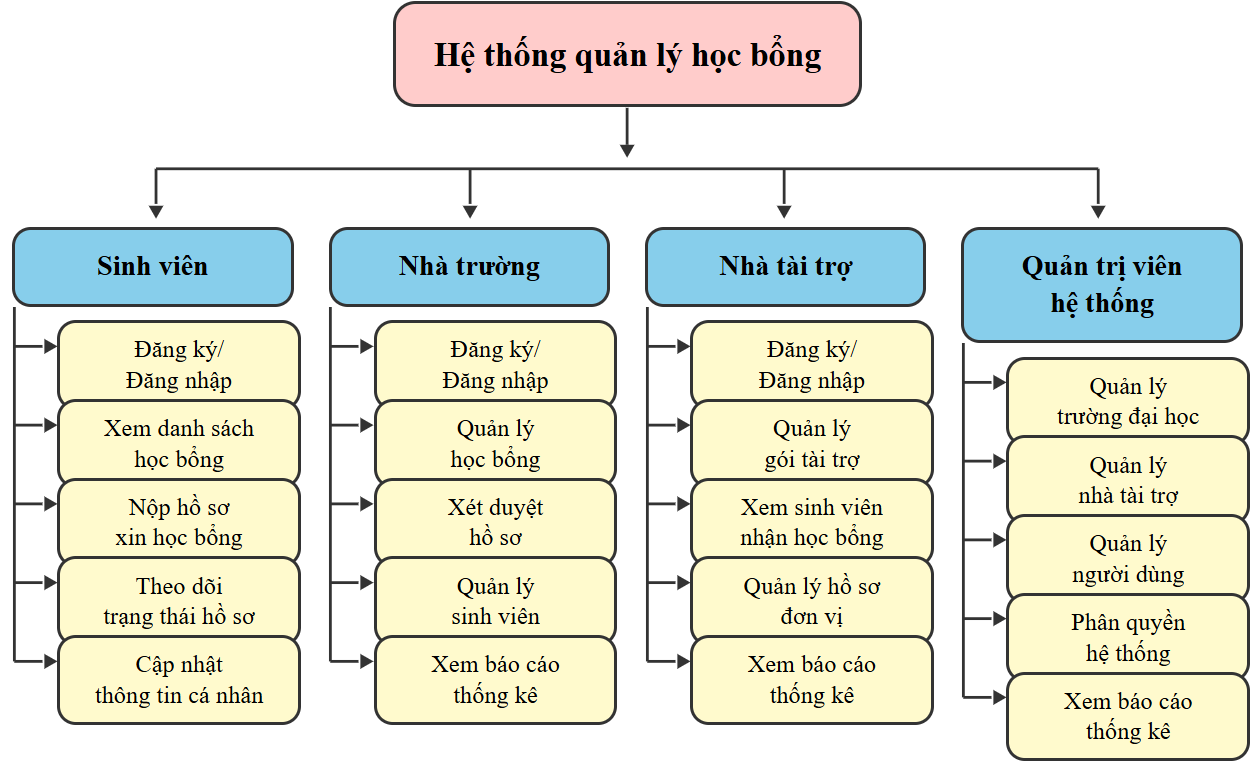 Hệ thống quản lý học bổng
Sinh viên
Đăng ký/
Đăng nhập
Xem danh sách
học bổng
Nộp hồ sơ
xin học bổng
Theo dõi
trạng thái hồ sơ
Cập nhật
thông tin cá nhân
Nhà trường
Đăng ký/
Đăng nhập
Quản lý
học bổng
Xét duyệt
hồ sơ
Quản lý
sinh viên
Xem báo cáo
thống kê
Nhà tài trợ
Đăng ký/
Đăng nhập
Quản lý
gói tài trợ
Xem sinh viên
nhận học bổng
Quản lý hồ sơ
đơn vị
Xem báo cáo
thống kê
Quản trị viên
hệ thống
Quản lý
trường đại học
Quản lý
nhà tài trợ
Quản lý
người dùng
Phân quyền
hệ thống
Xem báo cáo
thống kê